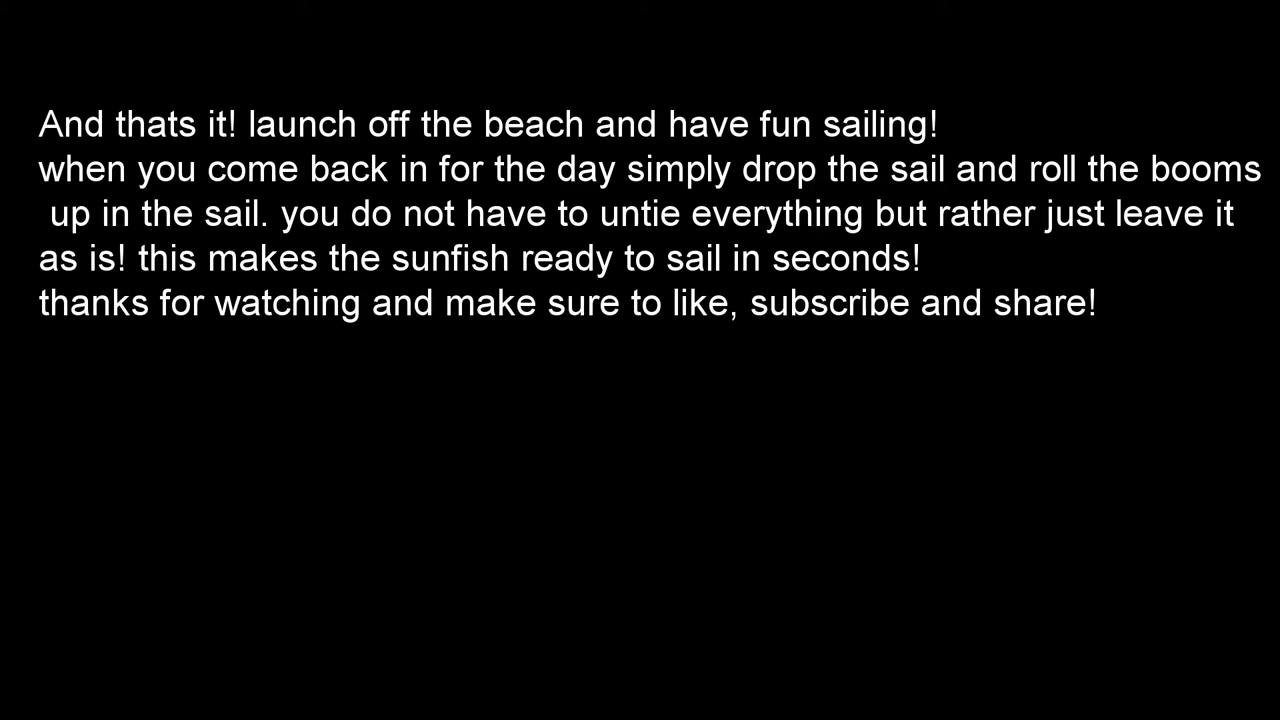 And thats it! launch off the beach and have fun sailing!
when you come back in for the day simply drop the sail and roll the booms
up in the sail. you do not have to untie everything but rather just leave it
as is! this makes the sunfish ready to sail in seconds!
thanks for watching and make sure to like, subscribe and share!